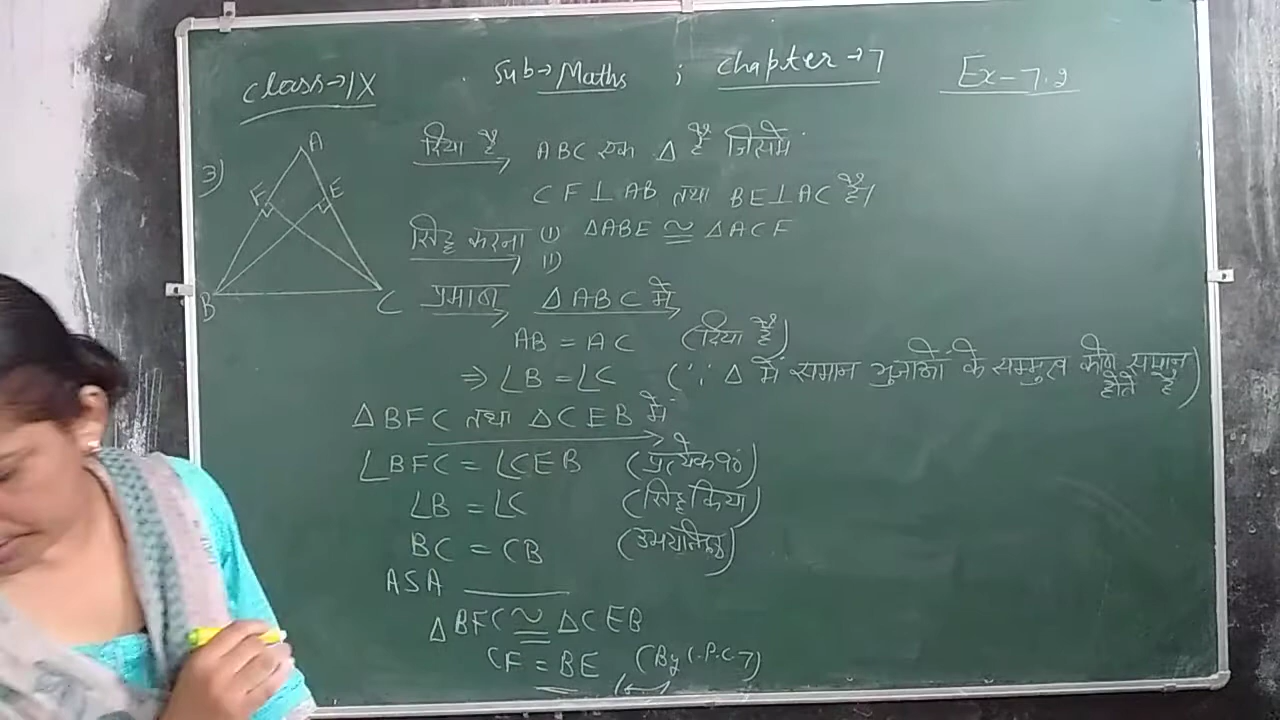 Class→IX Sub→Maths ; Chapter→7 Ex-7.2
3)
A
F E
B C
दिया है ABC एक Δ है जिसमें
CF⊥AB तथा BE⊥AC है।
सिद्ध करना (i) ΔABE ≅ ΔACF
(ii)
प्रमाण ΔABC में
AB = AC (दिया है)
⇒ ∠B = ∠C (∵ Δ में समान भुजाओं के सम्मुख कोण समान होते है)
ΔBFC तथा ΔCEB में
∠BFC = ∠CEB (प्रत्येक 90)
∠B = ∠C (सिद्ध किया)
BC = CB (उभयनिष्ठ)
ASA
ΔBFC ≅ ΔCEB
CF = BE (By C.P.C.T)